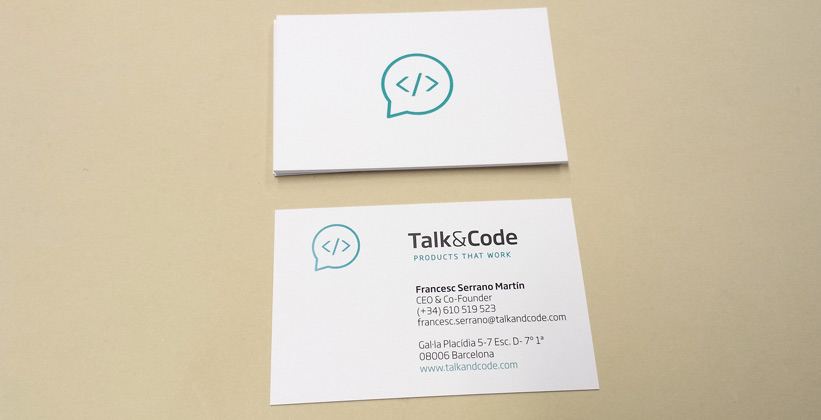 </>
</>
Talk&Code
PRODUCTS THAT WORK
Francesc Serrano Martín
CEO & Co-Founder
(+34) 610 519 523
francesc.serrano@talkandcode.com
Gal·la Placídia 5-7 Esc. D- 7º 1ª
08006 Barcelona
www.talkandcode.com